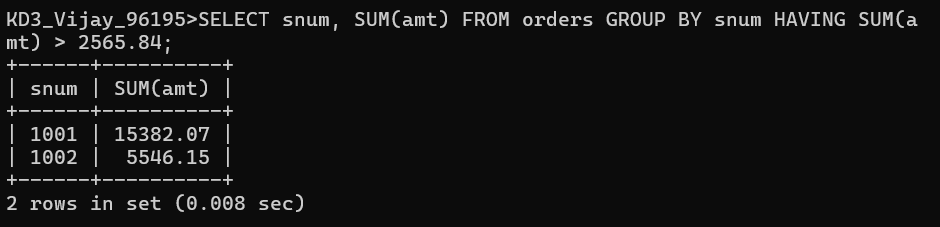 KD3_Vijay_96195>SELECT snum, SUM(amt) FROM orders GROUP BY snum HAVING SUM(a
mt) > 2565.84;
+------+----------+
| snum | SUM(amt) |
+------+----------+
| 1001 | 15382.07 |
| 1002 |  5546.15 |
+------+----------+
2 rows in set (0.008 sec)